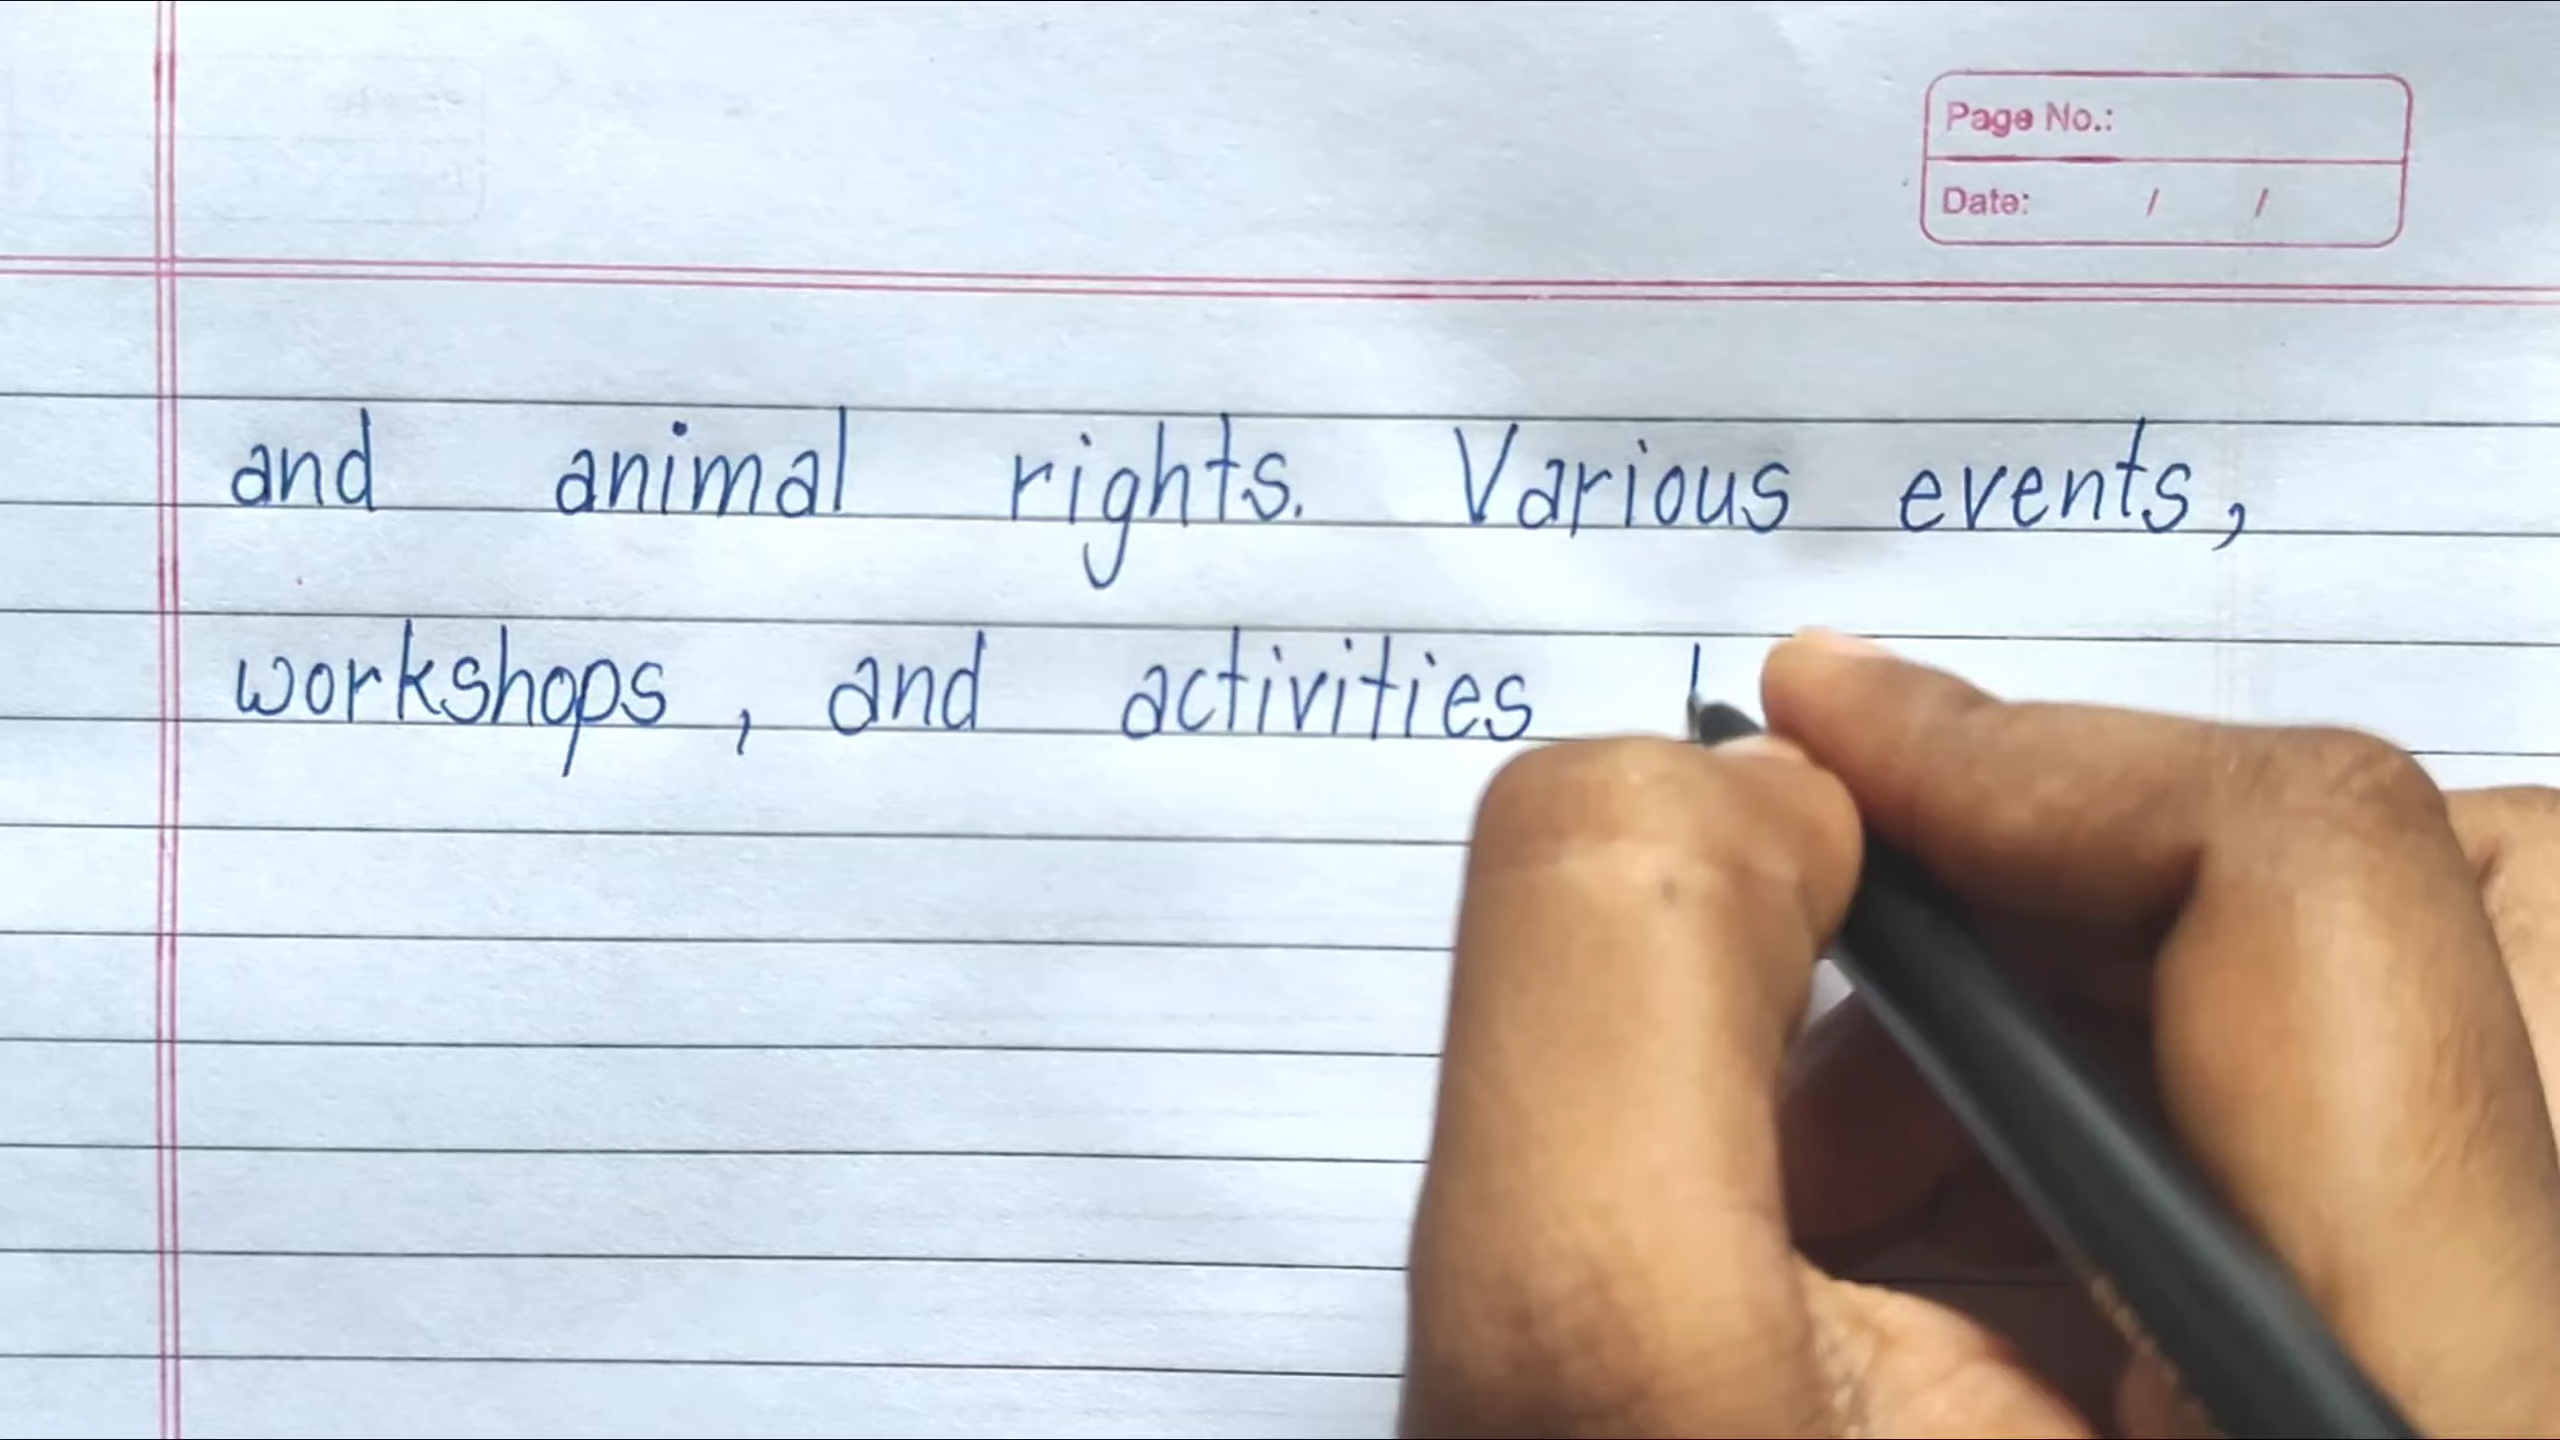 Page No.:
Date: / /
and animal rights. Various events,
workshops, and activities